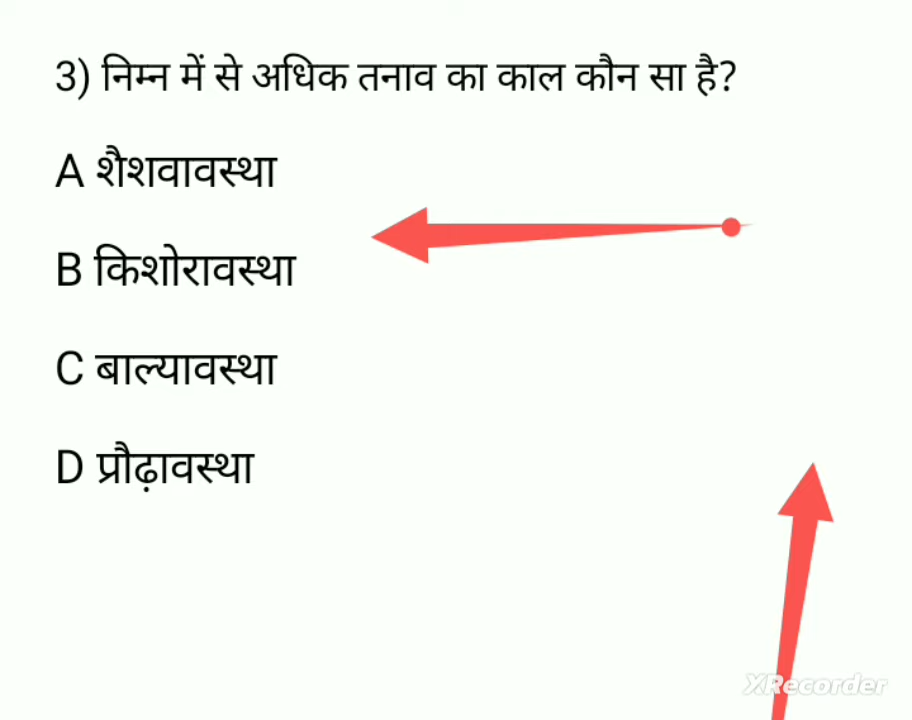 3) निम्न में से अधिक तनाव का काल कौन सा है?
A शैशवावस्था
B किशोरावस्था
C बाल्यावस्था
D प्रौढ़ावस्था
XRecorder